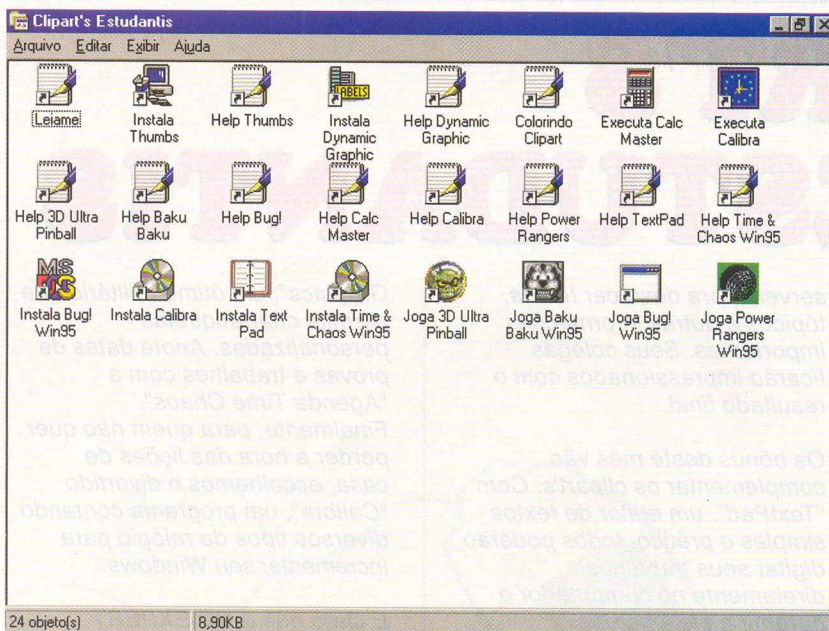 Clipart's Estudantis
Arquivo Editar Exibir Ajuda
Leiame
Instala
Thumbs
Help Thumbs
LABELS
Instala
Dynamic
Graphic
Help Dynamic
Graphic
Colorindo
Clipart
Executa Calc
Master
Executa
Calibra
Help 3D Ultra
Pinball
Help Baku
Baku
Help Bug!
Help Calc
Master
Help Calibra
Help Power
Rangers
Help TextPad
Help Time &
Chaos Win95
MS
DOS
Instala Bug!
Win95
Instala Calibra
Instala Text
Pad
Instala Time &
Chaos Win95
Joga 3D Ultra
Pinball
Joga Baku
Baku Win95
Joga Bug!
Win95
Joga Power
Rangers
Win95
24 objeto(s) 8,90KB